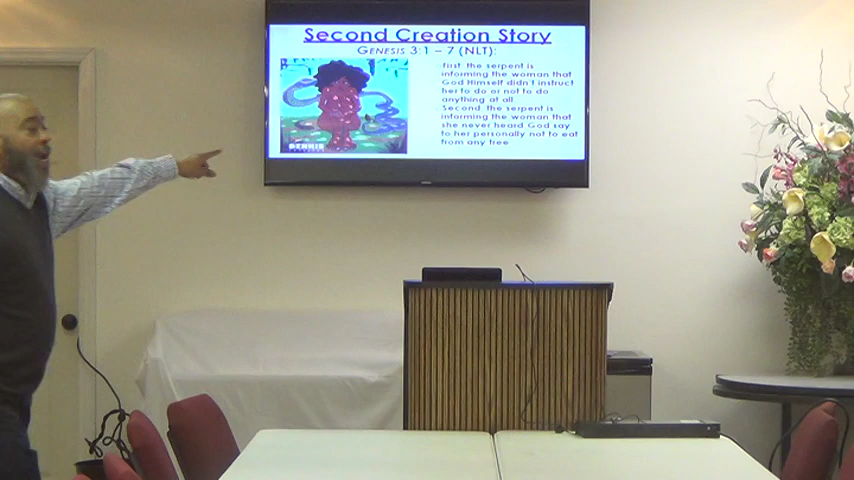 Second Creation Story
GENESIS 3:1 – 7 (NLT):
First, the serpent is
informing the woman that
God Himself didn't instruct
her to do or not to do
anything at all.
Second, the serpent is
informing the woman that
she never heard God say
to her personally not to eat
from any tree
DENNIS